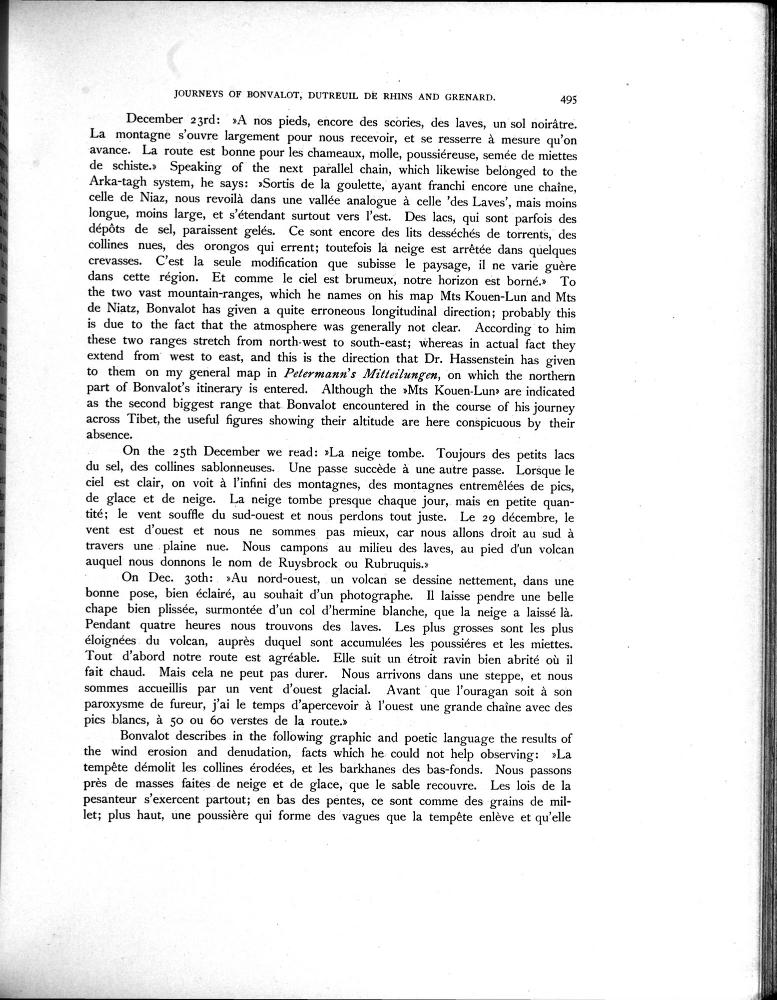 JOURNEYS OF BONVALOT, DUTREUIL DE RHINS AND GRENARD. 495
December 23rd: »A nos pieds, encore des scories, des laves, un sol noirâtre.
La montagne s'ouvre largement pour nous recevoir, et se resserre à mesure qu'on
avance. La route est bonne pour les chameaux, molle, poussiéreuse, semée de miettes
de schiste.» Speaking of the next parallel chain, which likewise belonged to the
Arka-tagh system, he says: »Sortis de la goulette, ayant franchi encore une chaîne,
celle de Niaz, nous revoilà dans une vallée analogue à celle 'des Laves', mais moins
longue, moins large, et s'étendant surtout vers l'est. Des lacs, qui sont parfois des
dépôts de sel, paraissent gelés. Ce sont encore des lits desséchés de torrents, des
collines nues, des orongos qui errent; toutefois la neige est arrêtée dans quelques
crevasses. C'est la seule modification que subisse le paysage, il ne varie guère
dans cette région. Et comme le ciel est brumeux, notre horizon est borné.» To
the two vast mountain-ranges, which he names on his map Mts Kouen-Lun and Mts
de Niatz, Bonvalot has given a quite erroneous longitudinal direction; probably this
is due to the fact that the atmosphere was generally not clear. According to him
these two ranges stretch from north-west to south-east; whereas in actual fact they
extend from west to east, and this is the direction that Dr. Hassenstein has given
to them on my general map in Petermann's Mitteilungen, on which the northern
part of Bonvalot's itinerary is entered. Although the »Mts Kouen-Lun» are indicated
as the second biggest range that Bonvalot encountered in the course of his journey
across Tibet, the useful figures showing their altitude are here conspicuous by their
absence.
On the 25th December we read: »La neige tombe. Toujours des petits lacs
du sel, des collines sablonneuses. Une passe succède à une autre passe. Lorsque le
ciel est clair, on voit à l'infini des montagnes, des montagnes entremêlées de pics,
de glace et de neige. La neige tombe presque chaque jour, mais en petite quan-
tité; le vent souffle du sud-ouest et nous perdons tout juste. Le 29 décembre, le
vent est d'ouest et nous ne sommes pas mieux, car nous allons droit au sud à
travers une plaine nue. Nous campons au milieu des laves, au pied d'un volcan
auquel nous donnons le nom de Ruysbrock ou Rubruquis.»
On Dec. 30th: »Au nord-ouest, un volcan se dessine nettement, dans une
bonne pose, bien éclairé, au souhait d'un photographe. Il laisse pendre une belle
chape bien plissée, surmontée d'un col d'hermine blanche, que la neige a laissé là.
Pendant quatre heures nous trouvons des laves. Les plus grosses sont les plus
éloignées du volcan, auprès duquel sont accumulées les poussiéres et les miettes.
Tout d'abord notre route est agréable. Elle suit un étroit ravin bien abrité où il
fait chaud. Mais cela ne peut pas durer. Nous arrivons dans une steppe, et nous
sommes accueillis par un vent d'ouest glacial. Avant que l'ouragan soit à son
paroxysme de fureur, j'ai le temps d'apercevoir à l'ouest une grande chaîne avec des
pics blancs, à 50 ou 60 verstes de la route.»
Bonvalot describes in the following graphic and poetic language the results of
the wind erosion and denudation, facts which he could not help observing: »La
tempête démolit les collines érodées, et les barkhanes des bas-fonds. Nous passons
près de masses faites de neige et de glace, que le sable recouvre. Les lois de la
pesanteur s'exercent partout; en bas des pentes, ce sont comme des grains de mil-
let; plus haut, une poussière qui forme des vagues que la tempête enlève et qu'elle